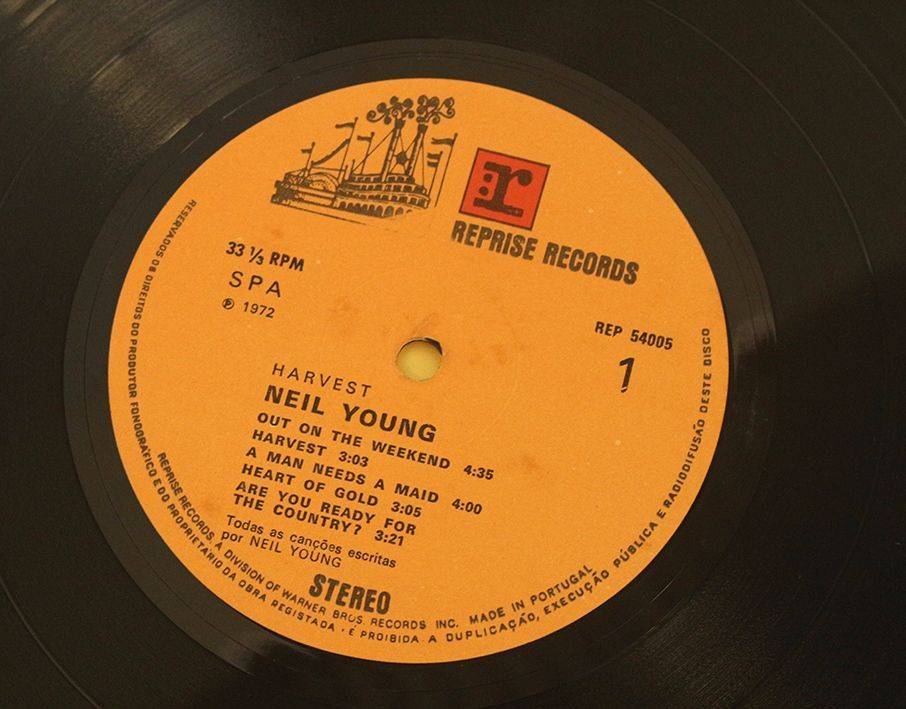 r
REPRISE RECORDS
33 1/3 RPM
SPA
℗ 1972
REP 54005
1
HARVEST
NEIL YOUNG
OUT ON THE WEEKEND 4:35
HARVEST 3:03
A MAN NEEDS A MAID 4:00
HEART OF GOLD 3:05
ARE YOU READY FOR
THE COUNTRY? 3:21
Todas as canções escritas
por NEIL YOUNG
STEREO
REPRISE RECORDS A DIVISION OF WARNER BROS. RECORDS INC. MADE IN PORTUGAL
RESERVADOS OS DIREITOS DO PRODUTOR FONOGRÁFICO E DO PROPRIETARIO DA OBRA REGISTADA · É PROIBIDA A DUPLICAÇÃO, EXECUÇÃO PÚBLICA E RADIODIFUSÃO DESTE DISCO